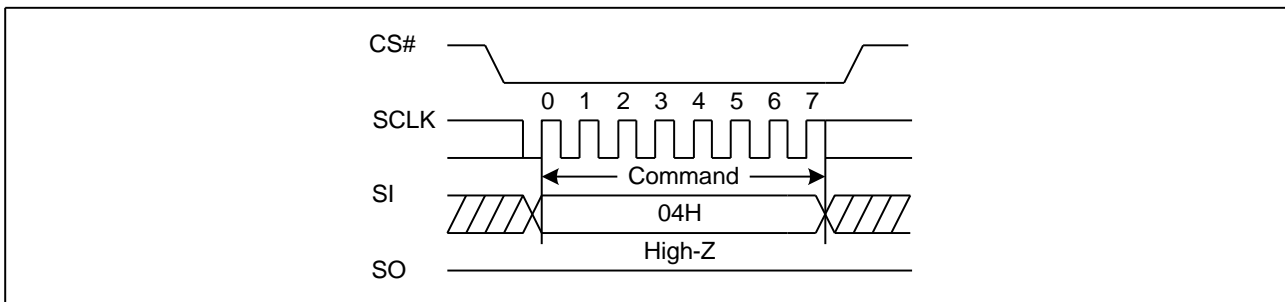 CS#
0 1 2 3 4 5 6 7
SCLK
Command
SI
04H
High-Z
SO